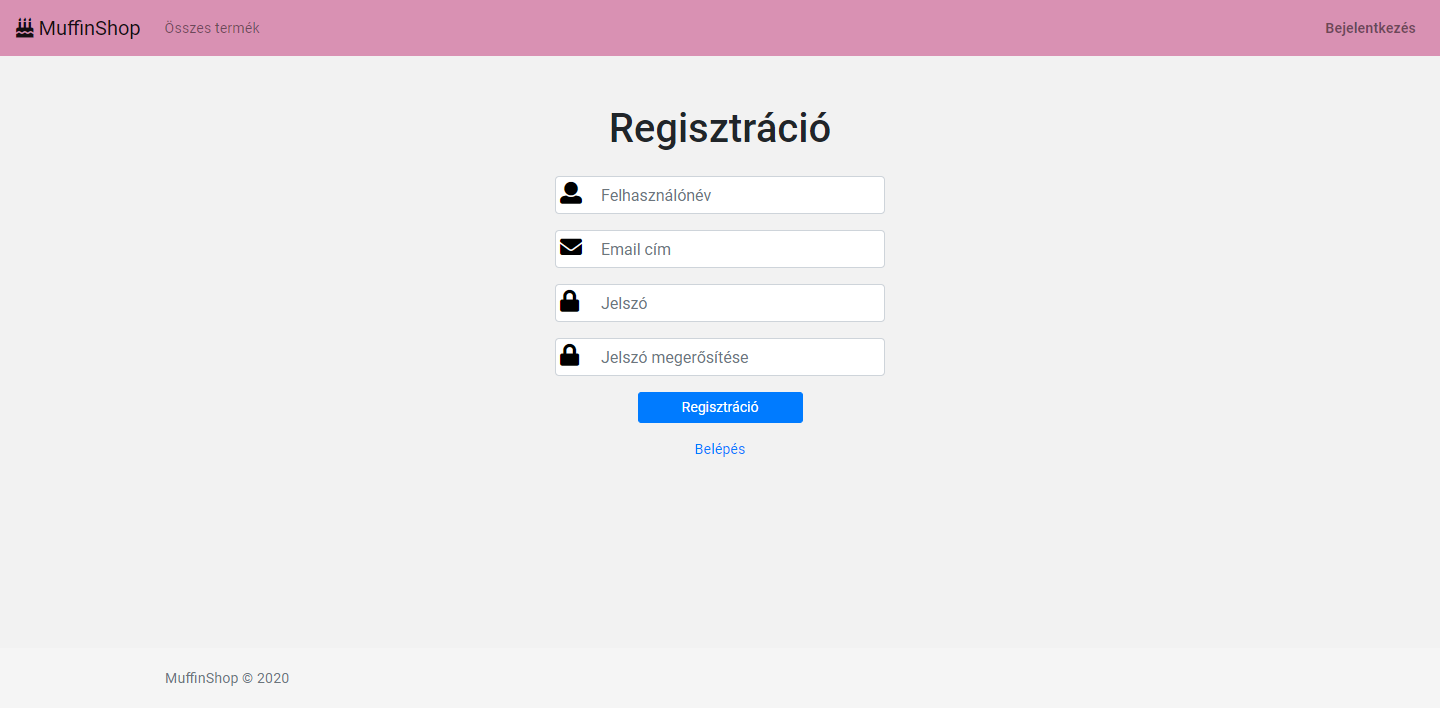 MuffinShop Összes termék Bejelentkezés
Regisztráció
Felhasználónév
Email cím
Jelszó
Jelszó megerősítése
Regisztráció
Belépés
MuffinShop © 2020